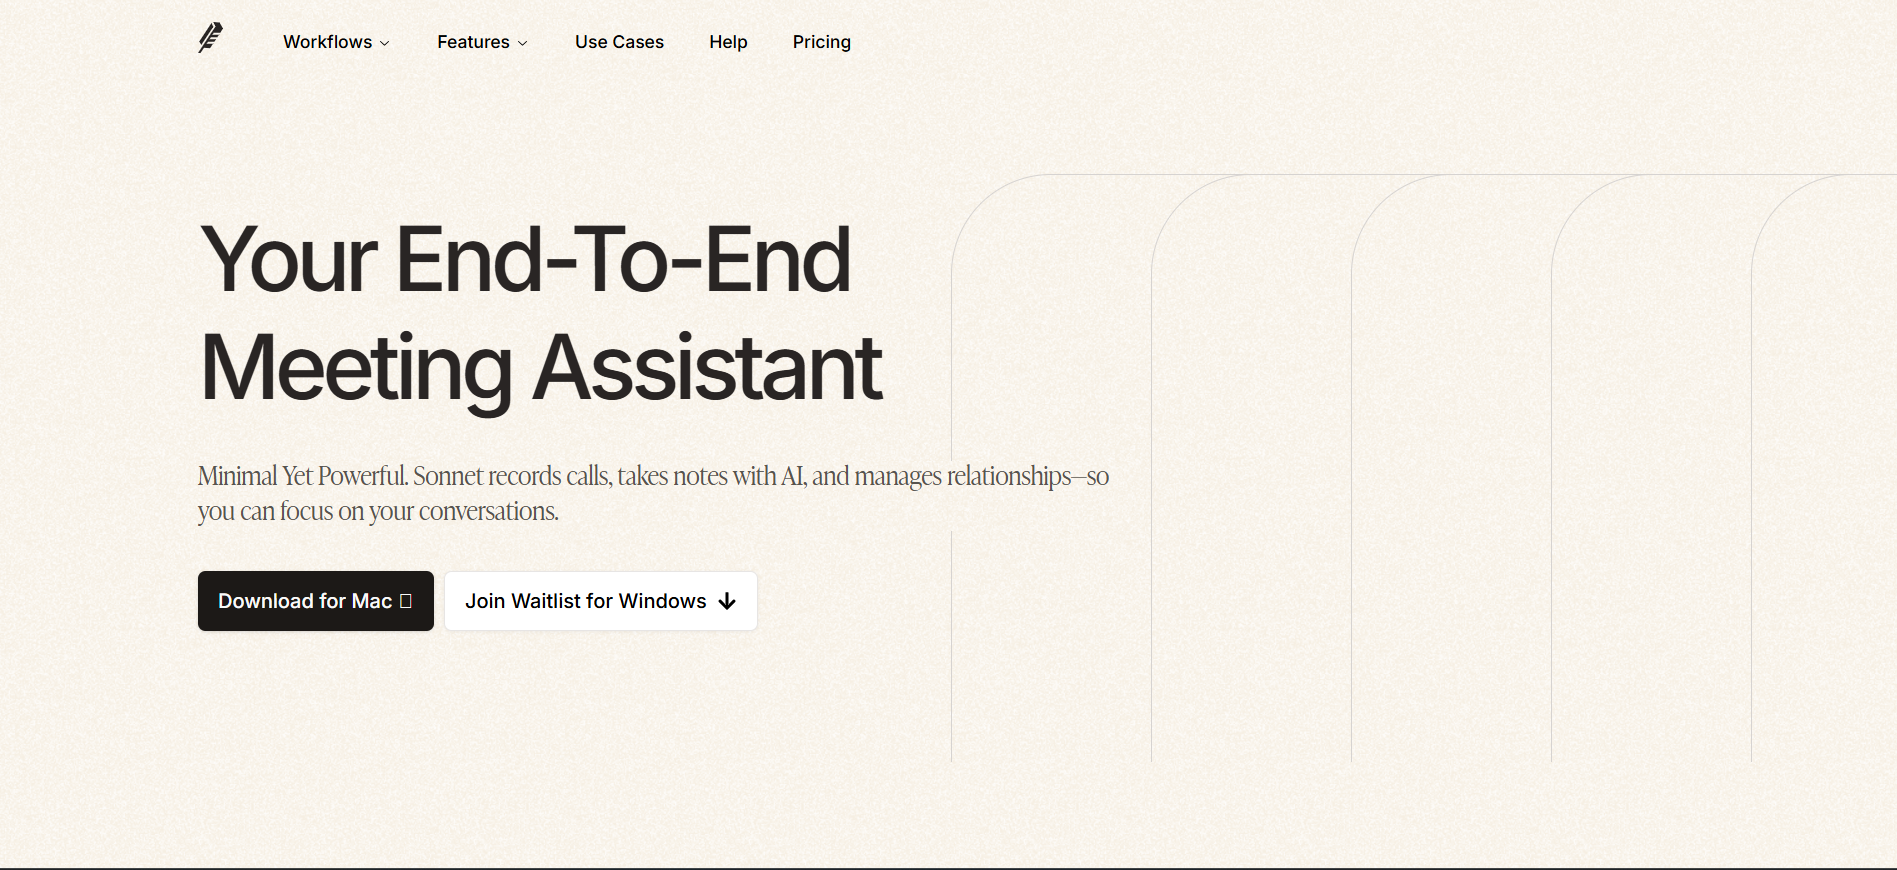 Workflows Features Use Cases Help Pricing
Your End-To-End
Meeting Assistant
Minimal Yet Powerful. Sonnet records calls, takes notes with AI, and manages relationships—so
you can focus on your conversations.
Download for Mac
Join Waitlist for Windows